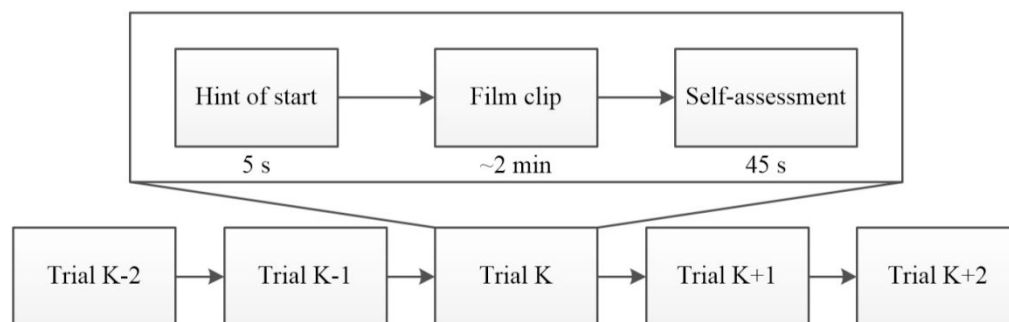 Hint of start
Film clip
Self-assessment
5 s
~2 min
45 s
Trial K-2
Trial K-1
Trial K
Trial K+1
Trial K+2